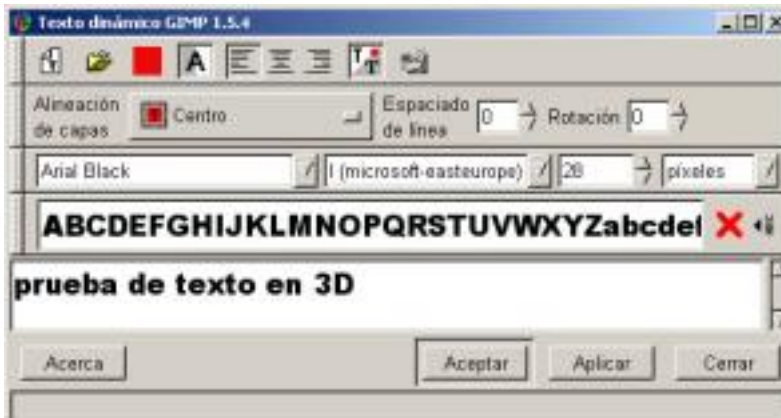 Texto dinámico GIMP 1.5.4
Alineación de capas Centro Espaciado de línea 0 Rotación 0
Arial Black l (microsoft-easteurope) 28 píxeles
ABCDEFGHIJKLMNOPQRSTUVWXYZabcdef
prueba de texto en 3D
Acerca Aceptar Aplicar Cerrar